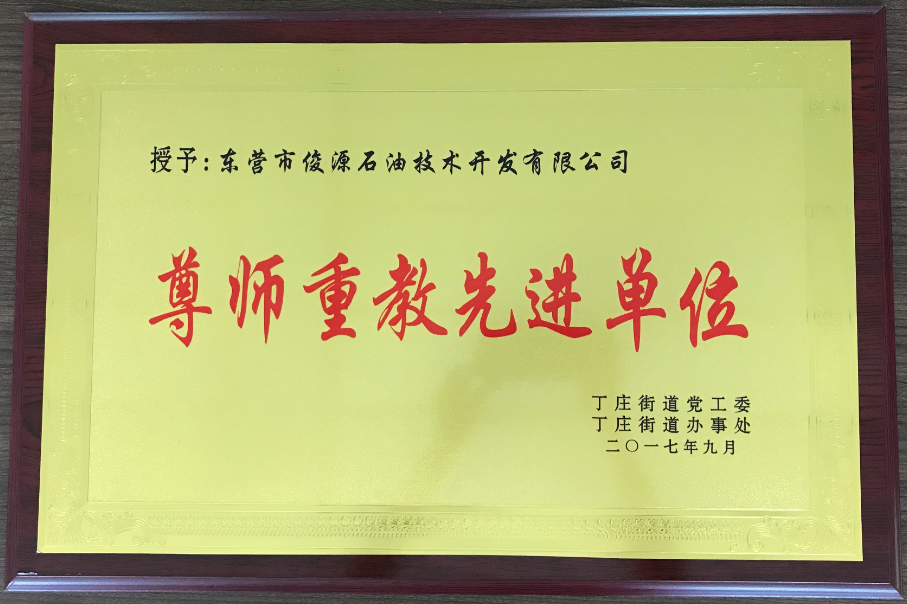 授予：东营市俊源石油技术开发有限公司
尊师重教先进单位
丁庄街道党工委
丁庄街道办事处
二〇一七年九月